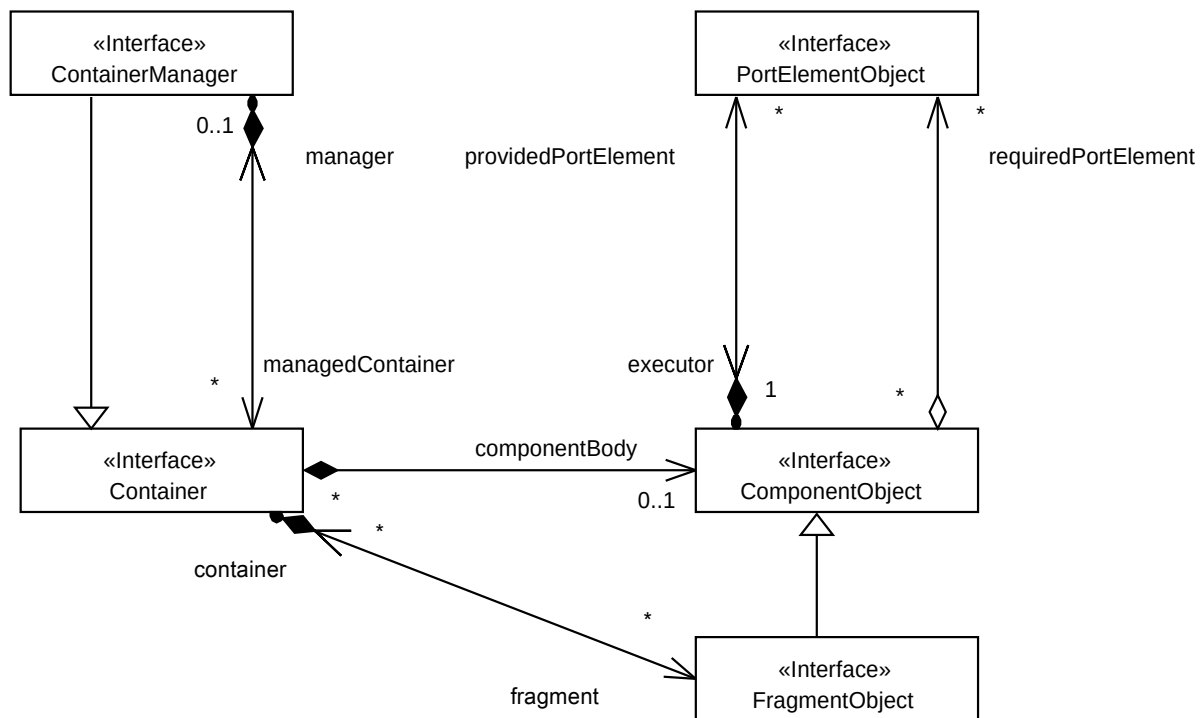 «Interface»
ContainerManager
«Interface»
PortElementObject
0..1
*
*
manager
providedPortElement
requiredPortElement
*
managedContainer
executor
1
*
«Interface»
Container
componentBody
*
0..1
«Interface»
ComponentObject
*
container
*
fragment
«Interface»
FragmentObject